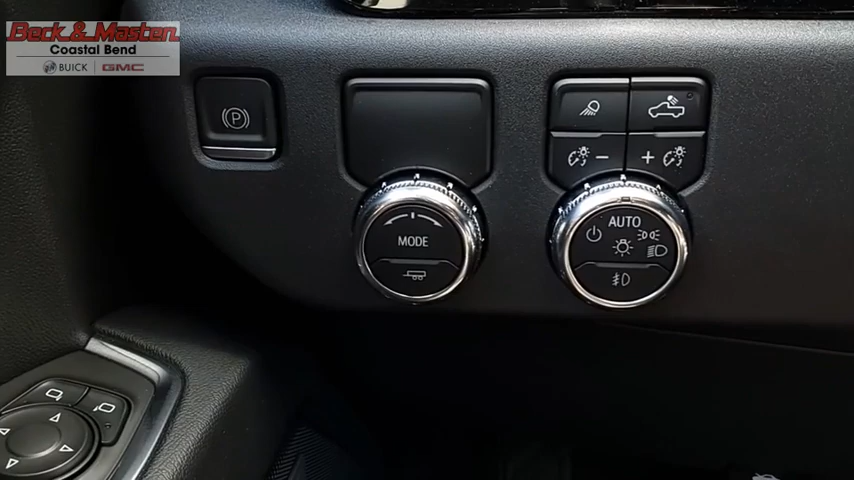 Beck & Masten
Coastal Bend
BUICK | GMC
P
MODE
AUTO